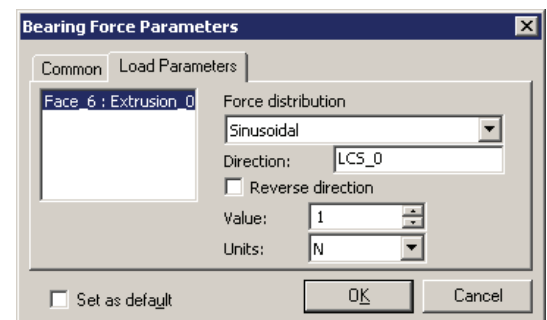 Bearing Force Parameters
Common Load Parameters
Face_6 : Extrusion_0
Force distribution
Sinusoidal
Direction: LCS_0
Reverse direction
Value: 1
Units: N
Set as default OK Cancel